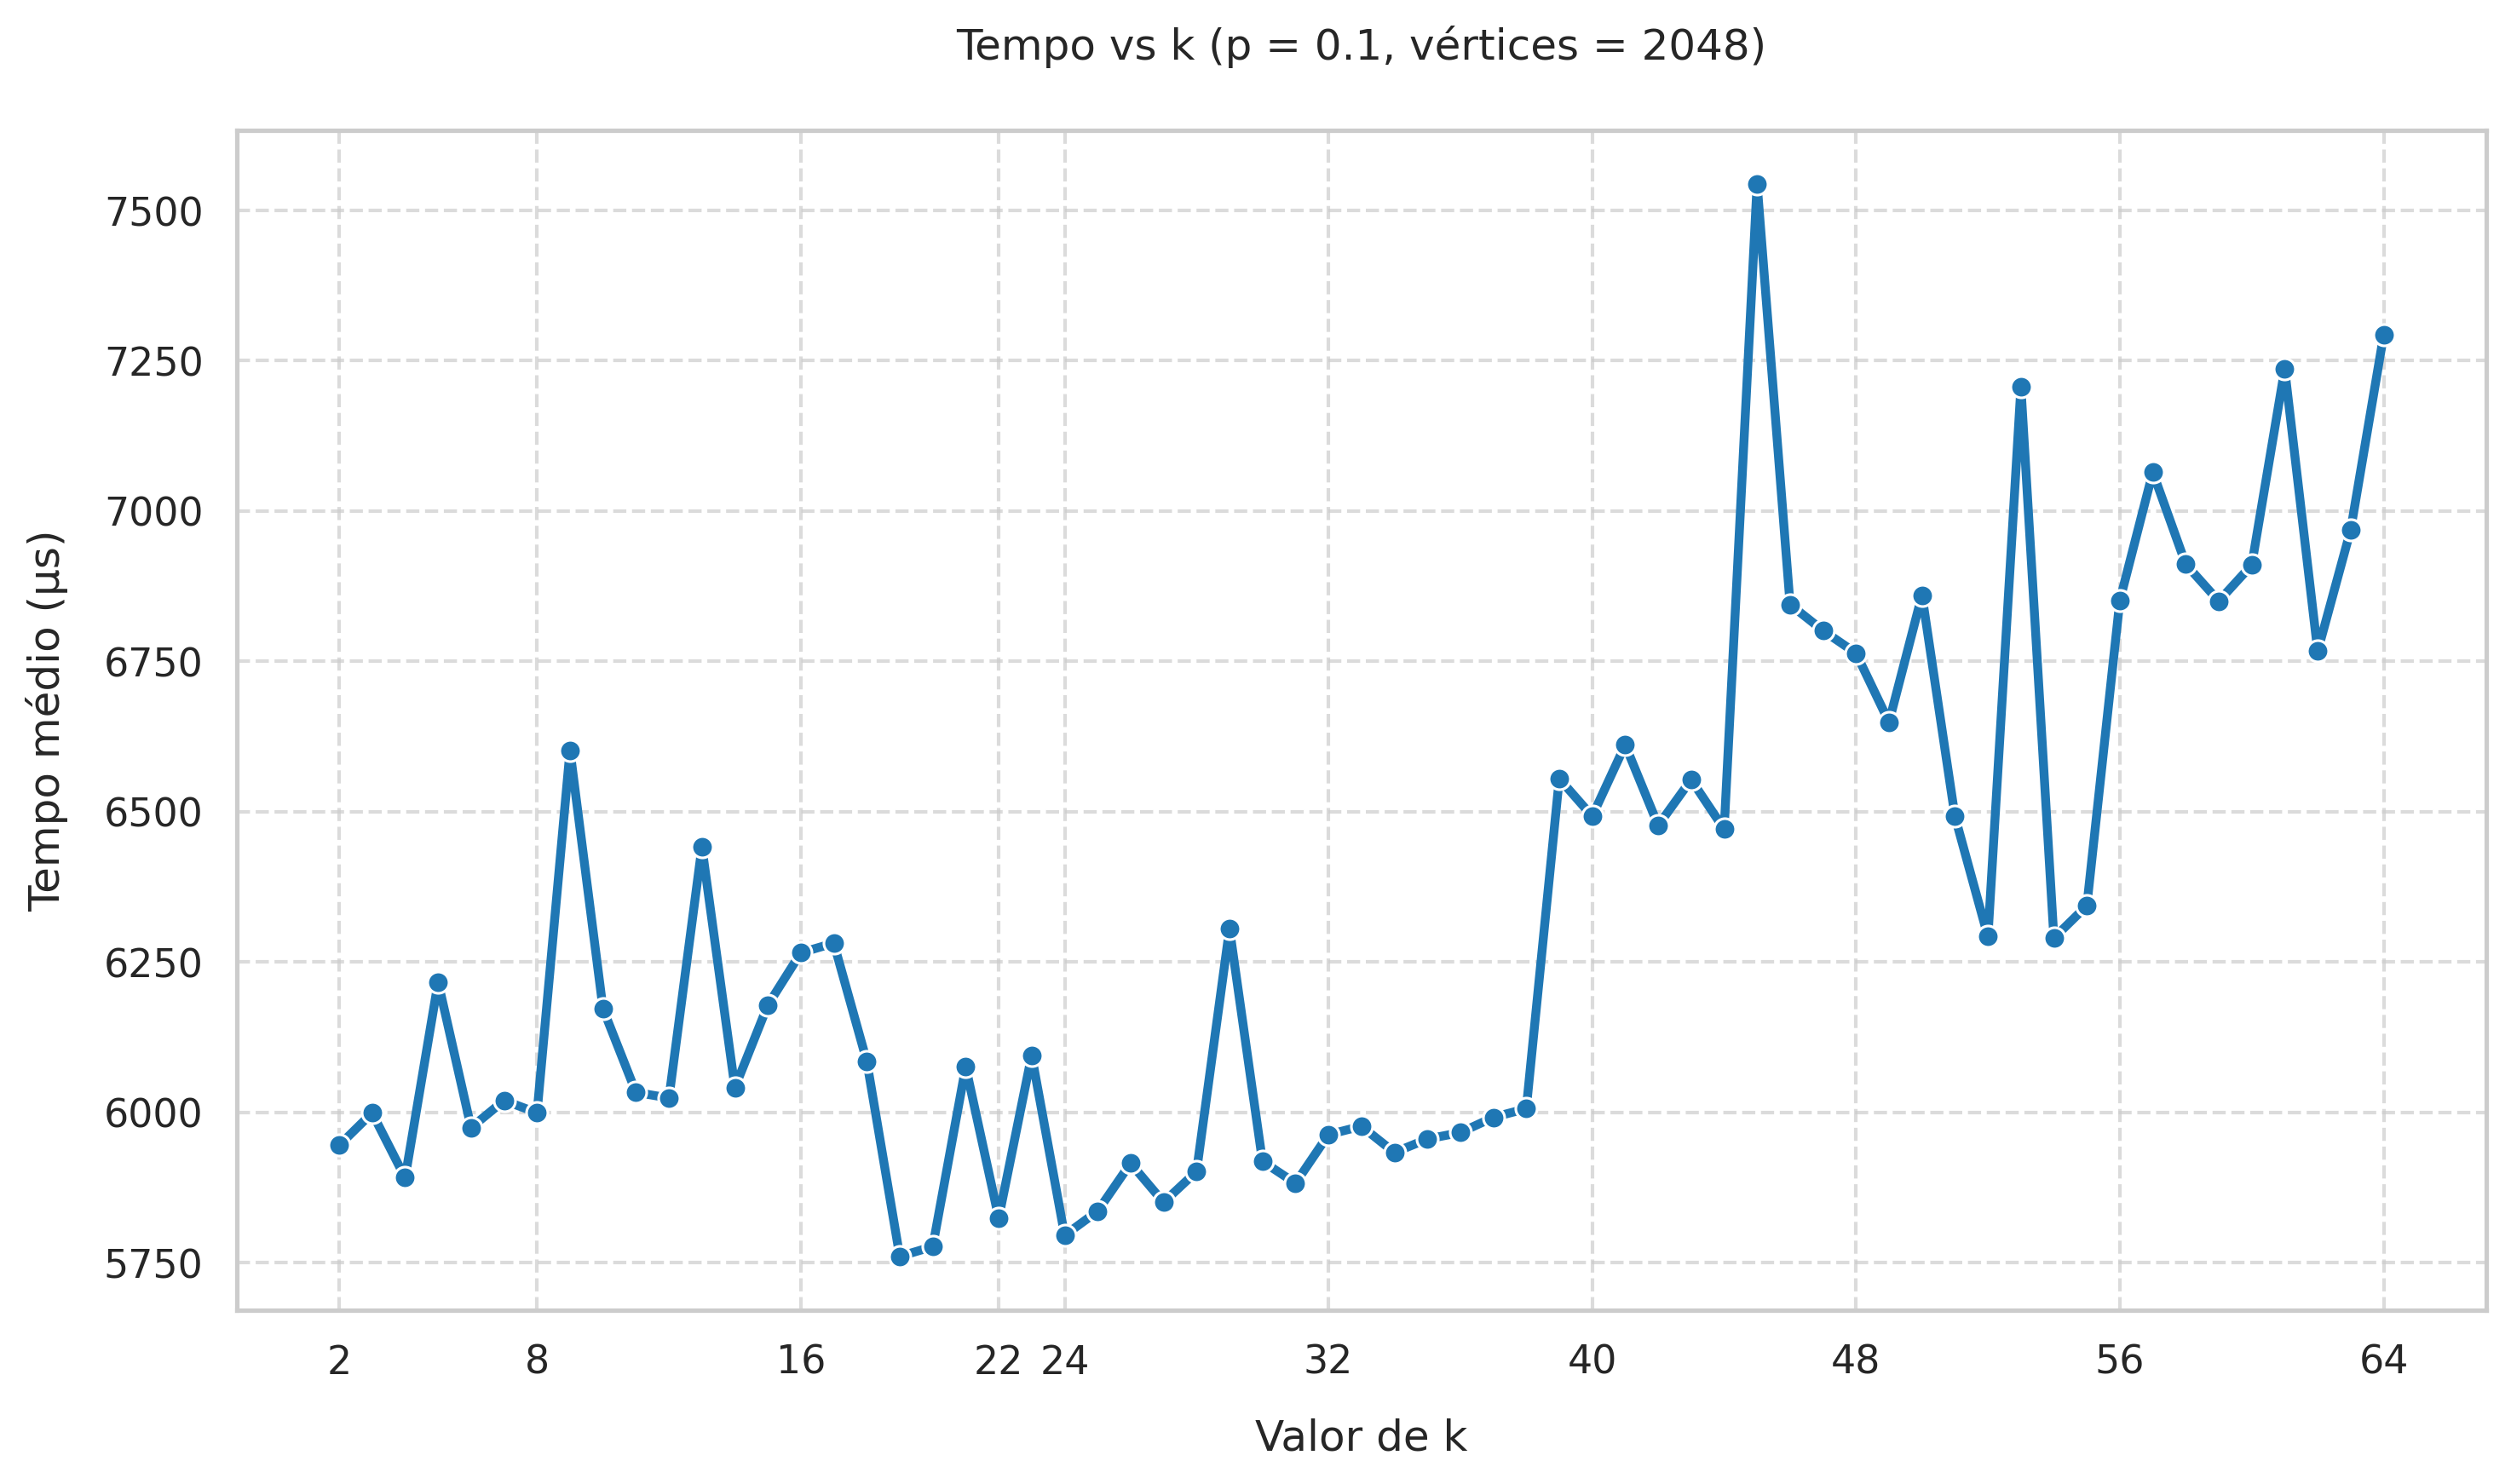 Tempo vs k (p = 0.1, vértices = 2048)
Tempo médio (µs)
7500
7250
7000
6750
6500
6250
6000
5750
2 8 16 22 24 32 40 48 56 64
Valor de k